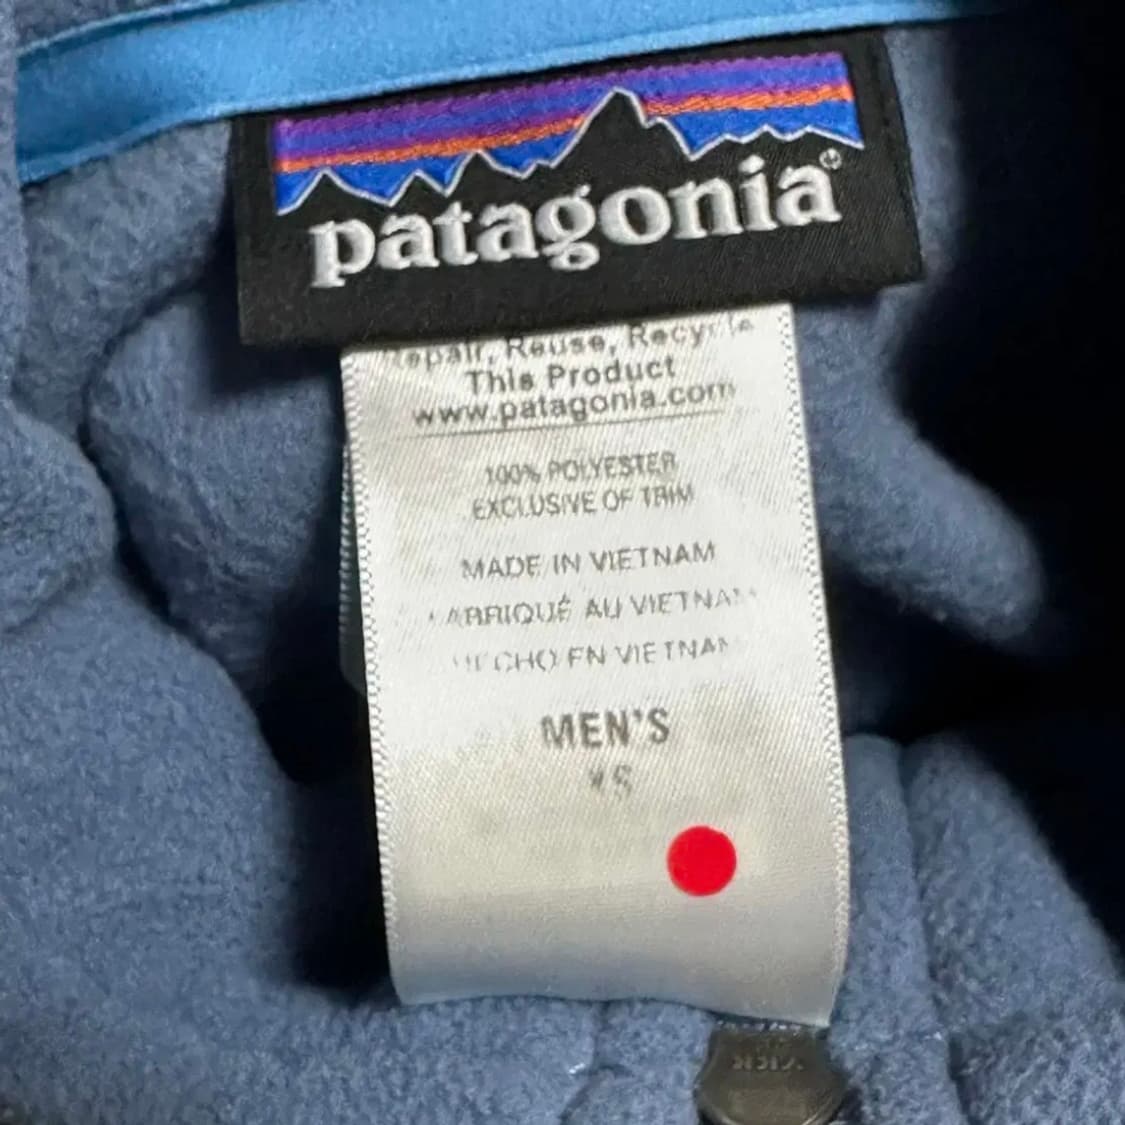 patagonia®
Repair, Reuse, Recycle
This Product
www.patagonia.com
100% POLYESTER
EXCLUSIVE OF TRIM
MADE IN VIETNAM
FABRIQUÉ AU VIETNAM
HECHO EN VIETNAM
MEN'S
XS